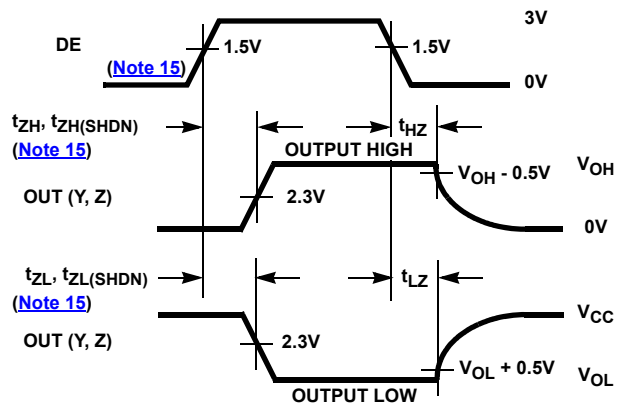 3V
DE
(Note 15)
1.5V
1.5V
0V
tZH, tZH(SHDN)
(Note 15)
tHZ
OUTPUT HIGH
VOH - 0.5V
VOH
OUT (Y, Z)
2.3V
0V
tZL, tZL(SHDN)
(Note 15)
tLZ
OUT (Y, Z)
VCC
2.3V
VOL + 0.5V
VOL
OUTPUT LOW